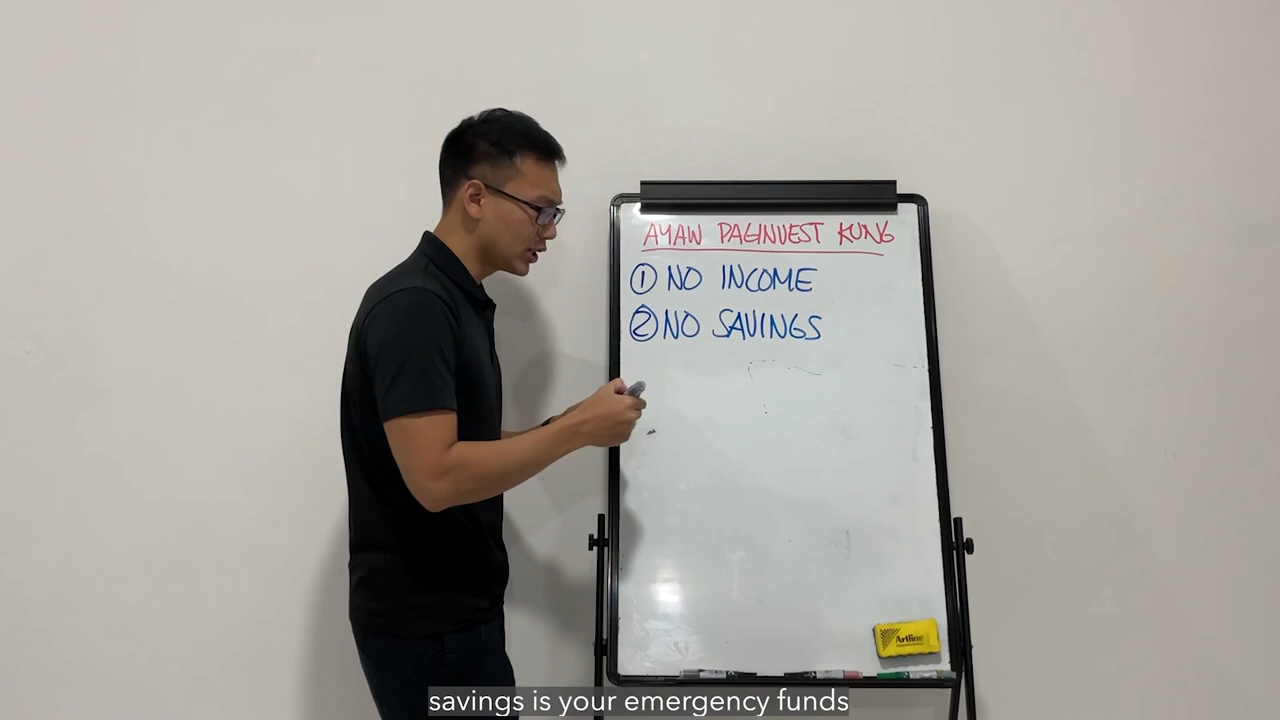 AYAW PAGINVEST KUNG
① NO INCOME
② NO SAVINGS
Artline
savings is your emergency funds